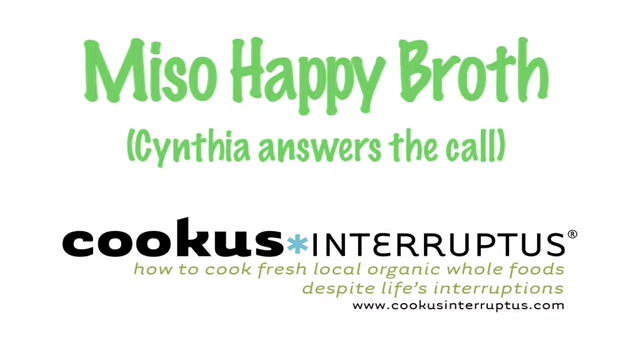 Miso Happy Broth
(Cynthia answers the call)
cookus*INTERRUPTUS®
how to cook fresh local organic whole foods
despite life's interruptions
www.cookusinterruptus.com